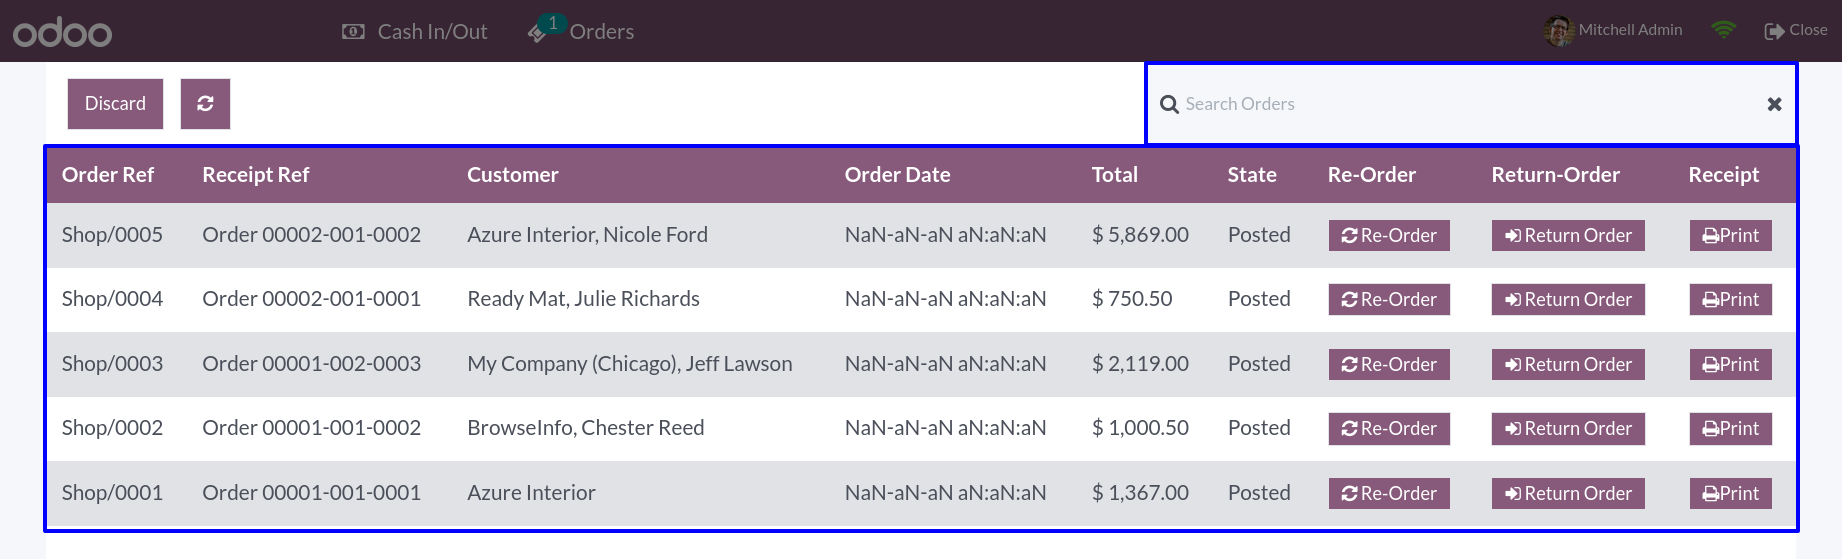 odoo Cash In/Out 1 Orders Mitchell Admin Close
Discard Search Orders
Order Ref Receipt Ref Customer Order Date Total State Re-Order Return-Order Receipt
Shop/0005 Order 00002-001-0002 Azure Interior, Nicole Ford NaN-aN-aN aN:aN:aN $ 5,869.00 Posted Re-Order Return Order Print
Shop/0004 Order 00002-001-0001 Ready Mat, Julie Richards NaN-aN-aN aN:aN:aN $ 750.50 Posted Re-Order Return Order Print
Shop/0003 Order 00001-002-0003 My Company (Chicago), Jeff Lawson NaN-aN-aN aN:aN:aN $ 2,119.00 Posted Re-Order Return Order Print
Shop/0002 Order 00001-001-0002 BrowseInfo, Chester Reed NaN-aN-aN aN:aN:aN $ 1,000.50 Posted Re-Order Return Order Print
Shop/0001 Order 00001-001-0001 Azure Interior NaN-aN-aN aN:aN:aN $ 1,367.00 Posted Re-Order Return Order Print